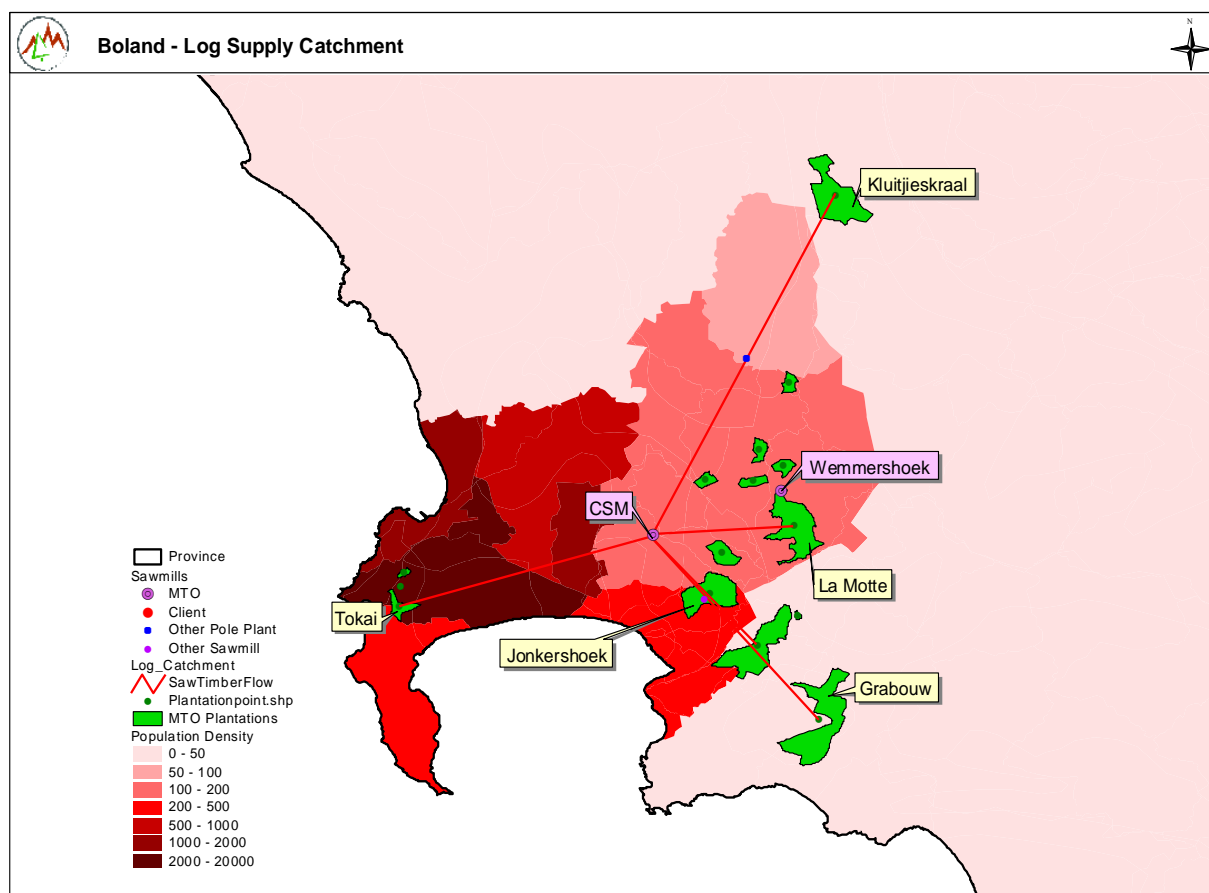 Boland - Log Supply Catchment
N
Kluitjieskraal
Wemmershoek
CSM
La Motte
Tokai
Jonkershoek
Grabouw
Province
Sawmills
MTO
Client
Other Pole Plant
Other Sawmill
Log_Catchment
SawTimberFlow
Plantationpoint.shp
MTO Plantations
Population Density
0 - 50
50 - 100
100 - 200
200 - 500
500 - 1000
1000 - 2000
2000 - 20000